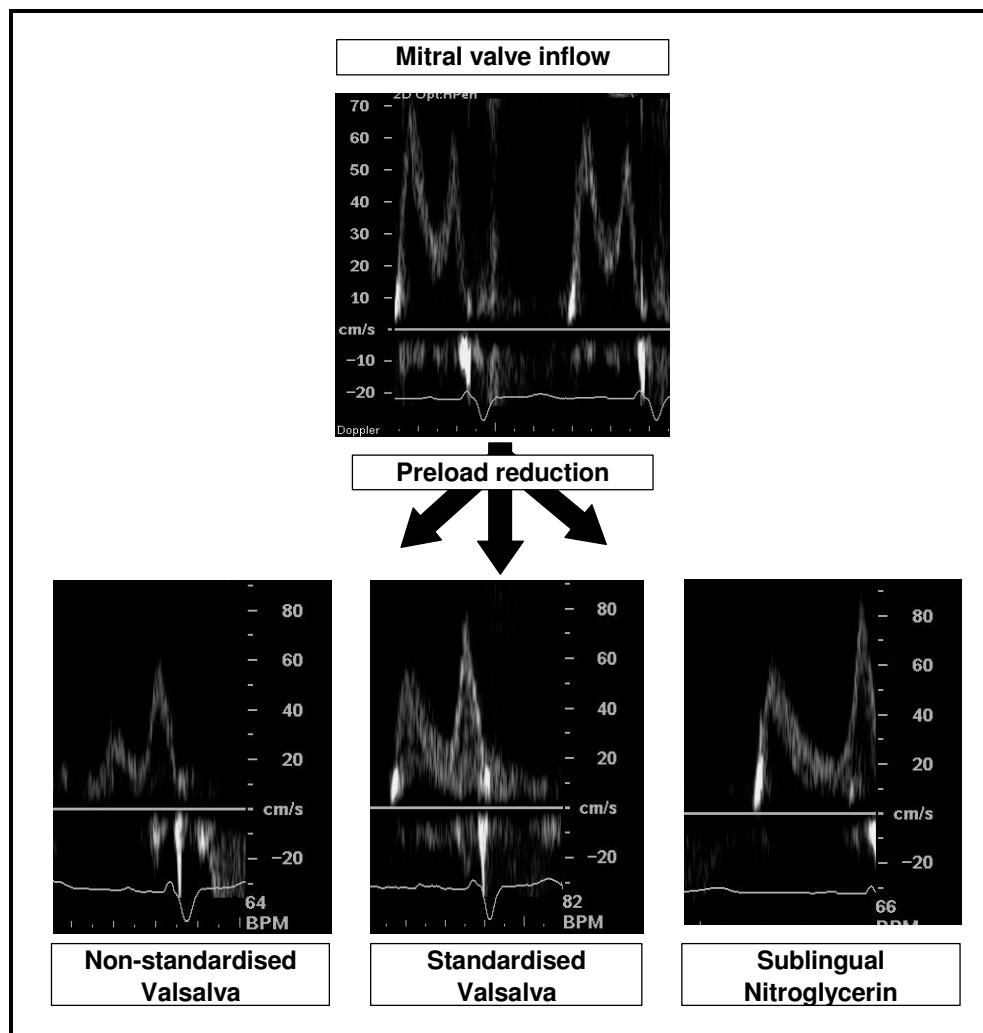 Mitral valve inflow
2D Opt:HPen
70
60
50
40
30
20
10
cm/s
-10
-20
Doppler
Preload reduction
80
60
40
20
cm/s
-20
64
BPM
80
60
40
20
cm/s
-20
82
BPM
80
60
40
20
cm/s
-20
66
BPM
Non-standardised
Valsalva
Standardised
Valsalva
Sublingual
Nitroglycerin